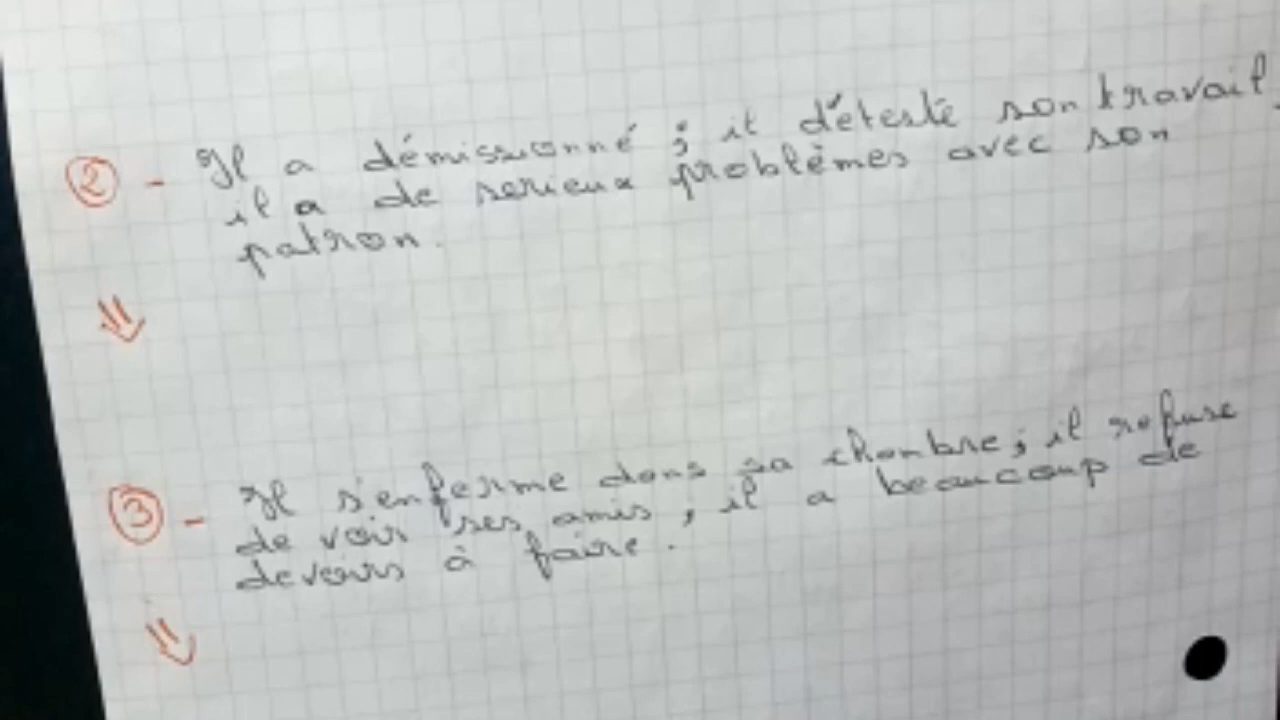 ② - Il a démissionné ; il déteste son travail,
il a de serieux problèmes avec son
patron.
③ - Il s'enferme dans sa chambre ; il refuse
de voir ses amis, il a beaucoup de
devoirs à faire.